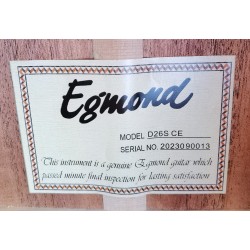 Egmond
MODEL D26S CE
SERIAL NO. 2023090013
This instrument is a genuine Egmond guitar which
passed minute final inspection for lasting satisfaction